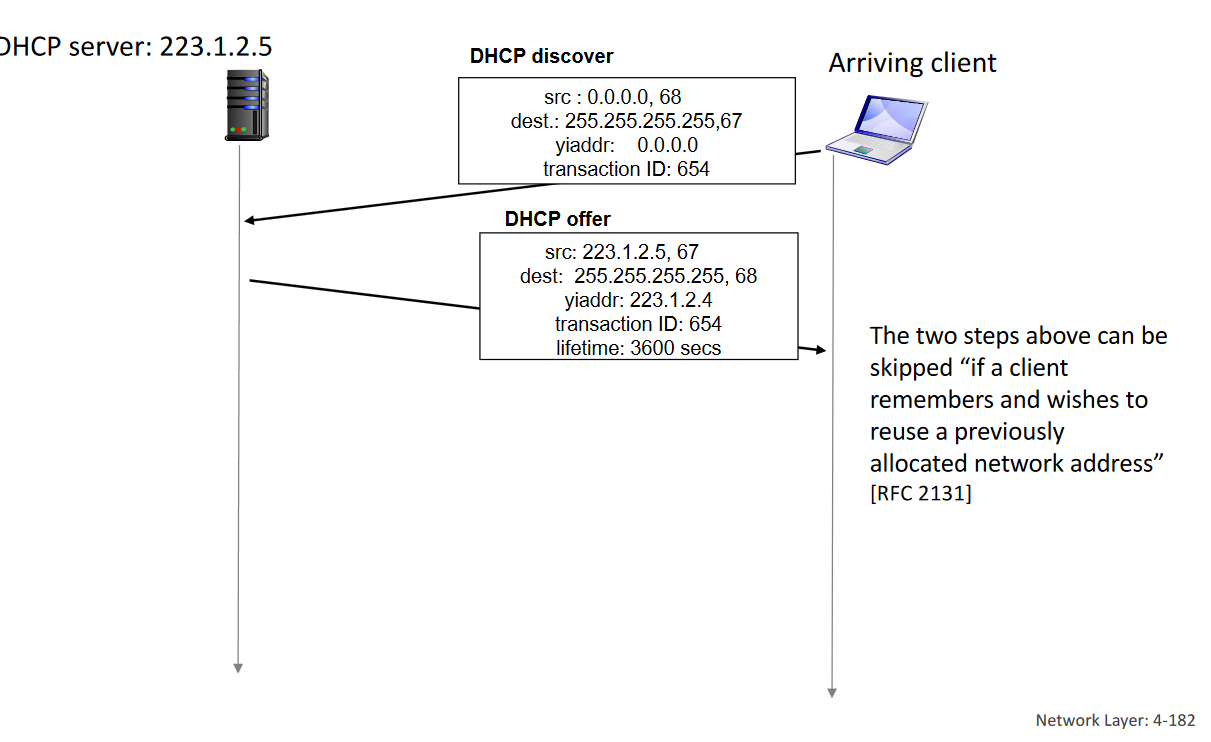 DHCP server: 223.1.2.5
DHCP discover
Arriving client
src : 0.0.0.0, 68
dest.: 255.255.255.255,67
yiaddr: 0.0.0.0
transaction ID: 654
DHCP offer
src: 223.1.2.5, 67
dest: 255.255.255.255, 68
yiaddr: 223.1.2.4
transaction ID: 654
lifetime: 3600 secs
The two steps above can be
skipped “if a client
remembers and wishes to
reuse a previously
allocated network address”
[RFC 2131]
Network Layer: 4-182